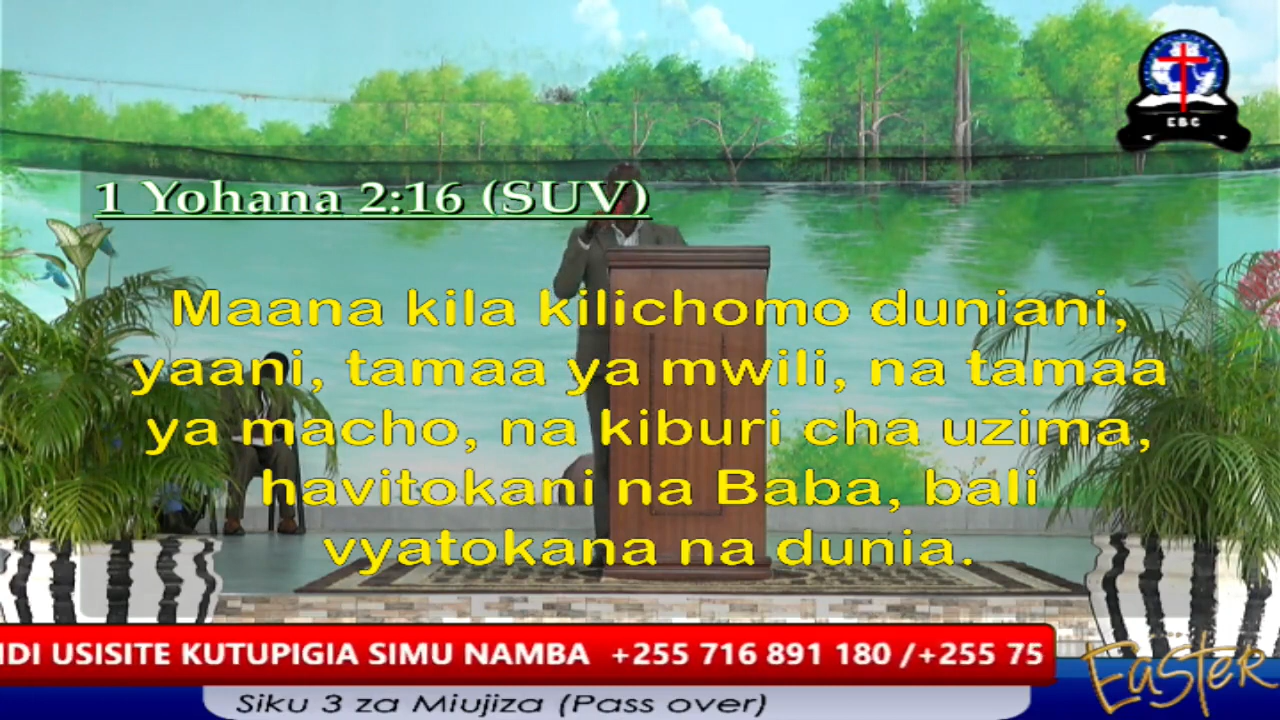 EBC
1 Yohana 2:16 (SUV)
Maana kila kilichomo duniani,
yaani, tamaa ya mwili, na tamaa
ya macho, na kiburi cha uzima,
havitokani na Baba, bali
vyatokana na dunia.
IDI USISITE KUTUPIGIA SIMU NAMBA +255 716 891 180 /+255 75
Easter
Siku 3 za Miujiza (Pass over)